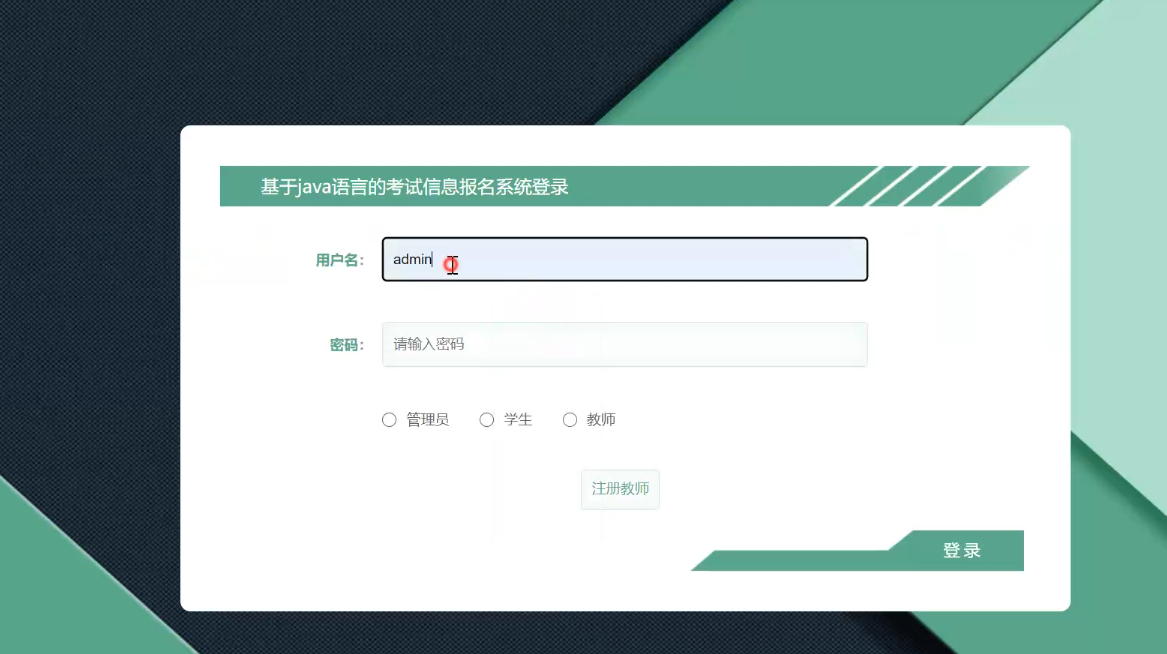 基于java语言的考试信息报名系统登录
用户名：
admin
密码：
请输入密码
管理员 学生 教师
注册教师
登录